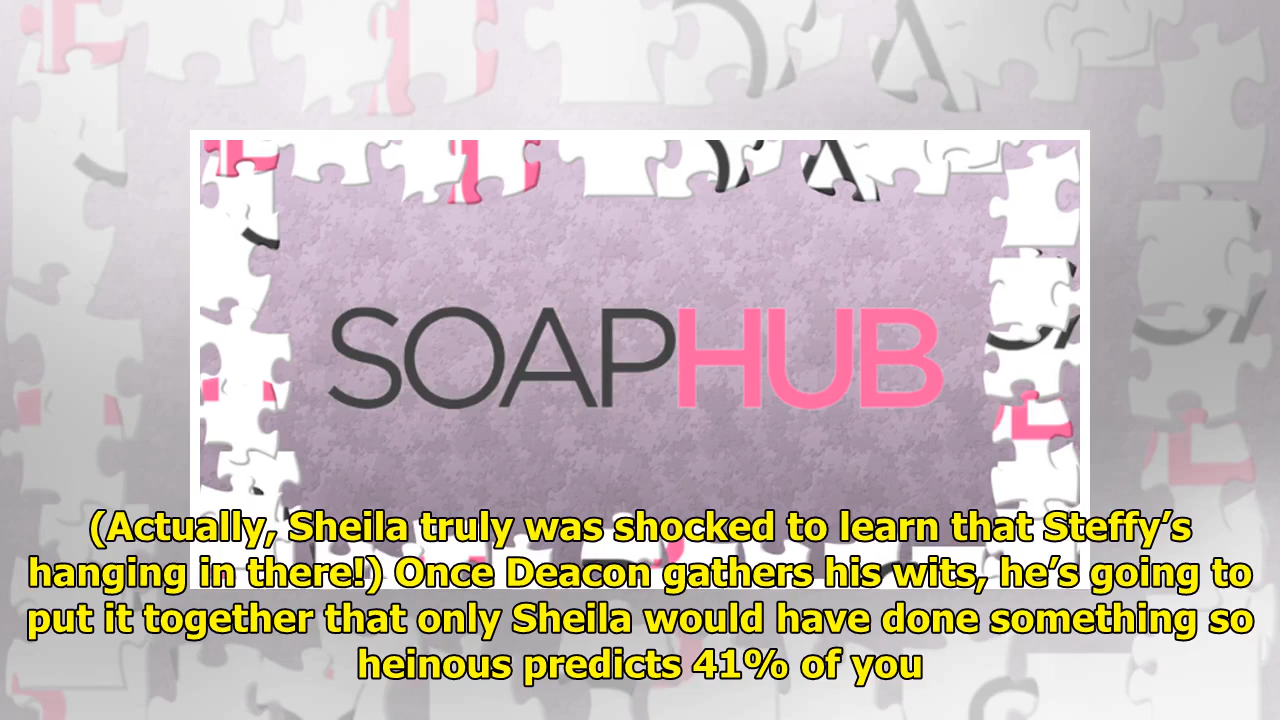 SOAPHUB
(Actually, Sheila truly was shocked to learn that Steffy’s
hanging in there!) Once Deacon gathers his wits, he’s going to
put it together that only Sheila would have done something so
heinous predicts 41% of you